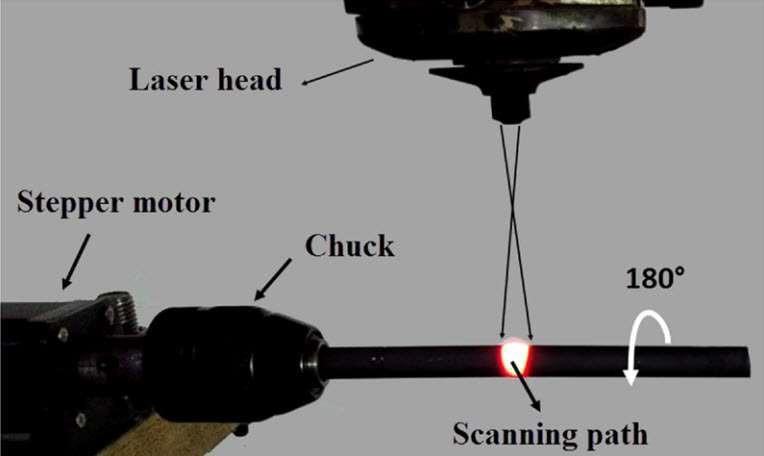 Laser head
Stepper motor
Chuck
180°
Scanning path